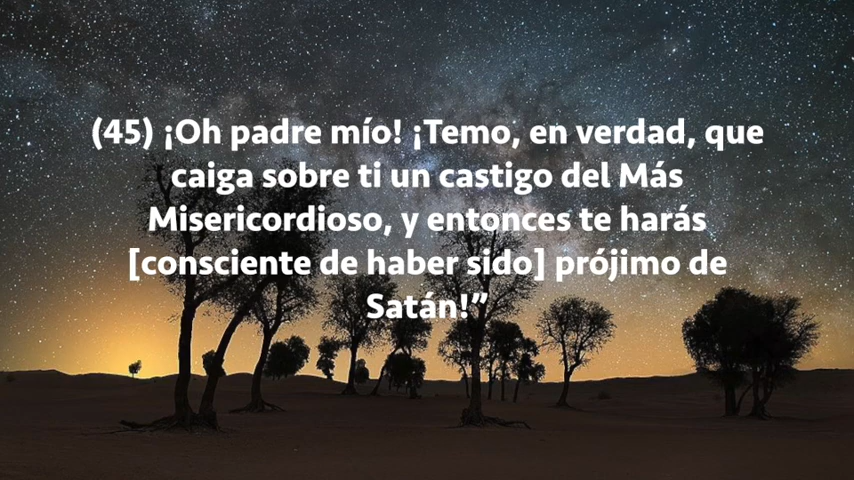 (45) ¡Oh padre mío! ¡Temo, en verdad, que
caiga sobre ti un castigo del Más
Misericordioso, y entonces te harás
[consciente de haber sido] prójimo de
Satán!”